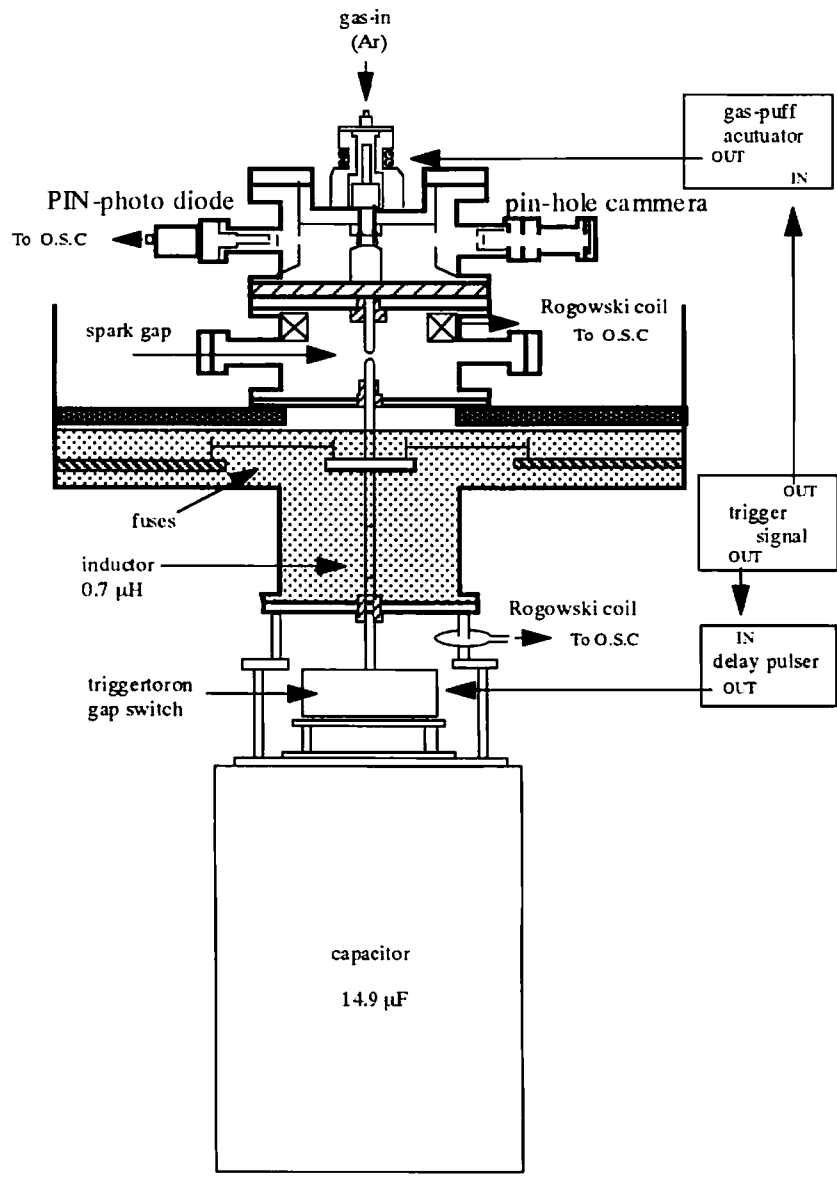 gas-in
(Ar)
gas-puff
acutuator
OUT
IN
PIN-photo diode
pin-hole cammera
To O.S.C
Rogowski coil
To O.S.C
spark gap
fuses
OUT
trigger
signal
OUT
inductor
0.7 μH
Rogowski coil
To O.S.C
IN
delay pulser
OUT
triggertoron
gap switch
capacitor
14.9 μF